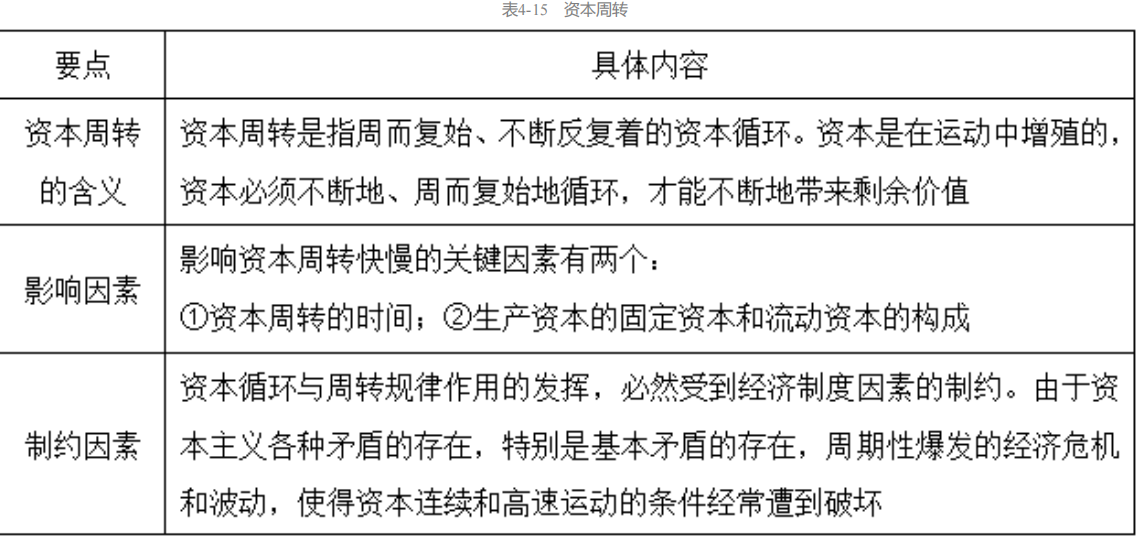 表4-15 资本周转
要点
具体内容
资本周转
的含义
资本周转是指周而复始、不断反复着的资本循环。资本是在运动中增殖的，
资本必须不断地、周而复始地循环，才能不断地带来剩余价值
影响因素
影响资本周转快慢的关键因素有两个：
①资本周转的时间；②生产资本的固定资本和流动资本的构成
制约因素
资本循环与周转规律作用的发挥，必然受到经济制度因素的制约。由于资
本主义各种矛盾的存在，特别是基本矛盾的存在，周期性爆发的经济危机
和波动，使得资本连续和高速运动的条件经常遭到破坏